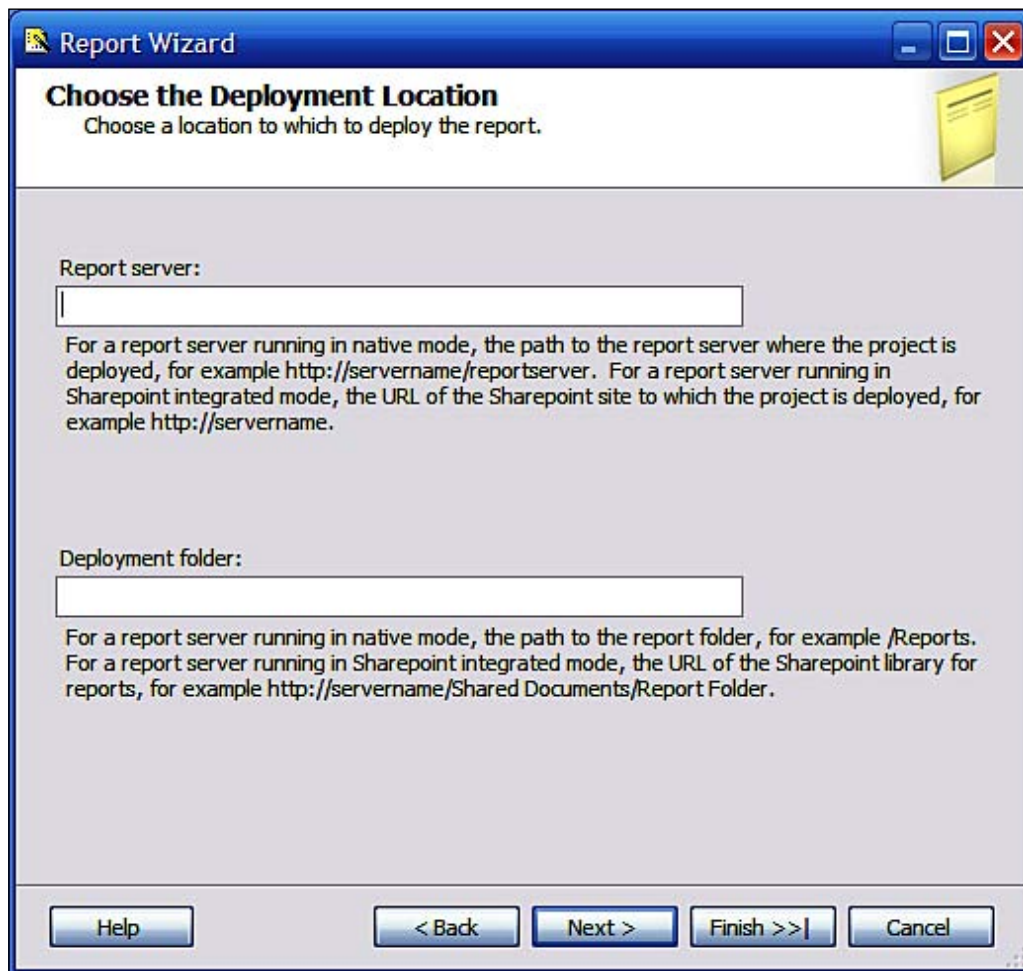 Report Wizard
Choose the Deployment Location
Choose a location to which to deploy the report.
Report server:
For a report server running in native mode, the path to the report server where the project is
deployed, for example http://servername/reportserver.  For a report server running in
Sharepoint integrated mode, the URL of the Sharepoint site to which the project is deployed, for
example http://servername.
Deployment folder:
For a report server running in native mode, the path to the report folder, for example /Reports.
For a report server running in Sharepoint integrated mode, the URL of the Sharepoint library for
reports, for example http://servername/Shared Documents/Report Folder.
Help < Back Next > Finish >>| Cancel